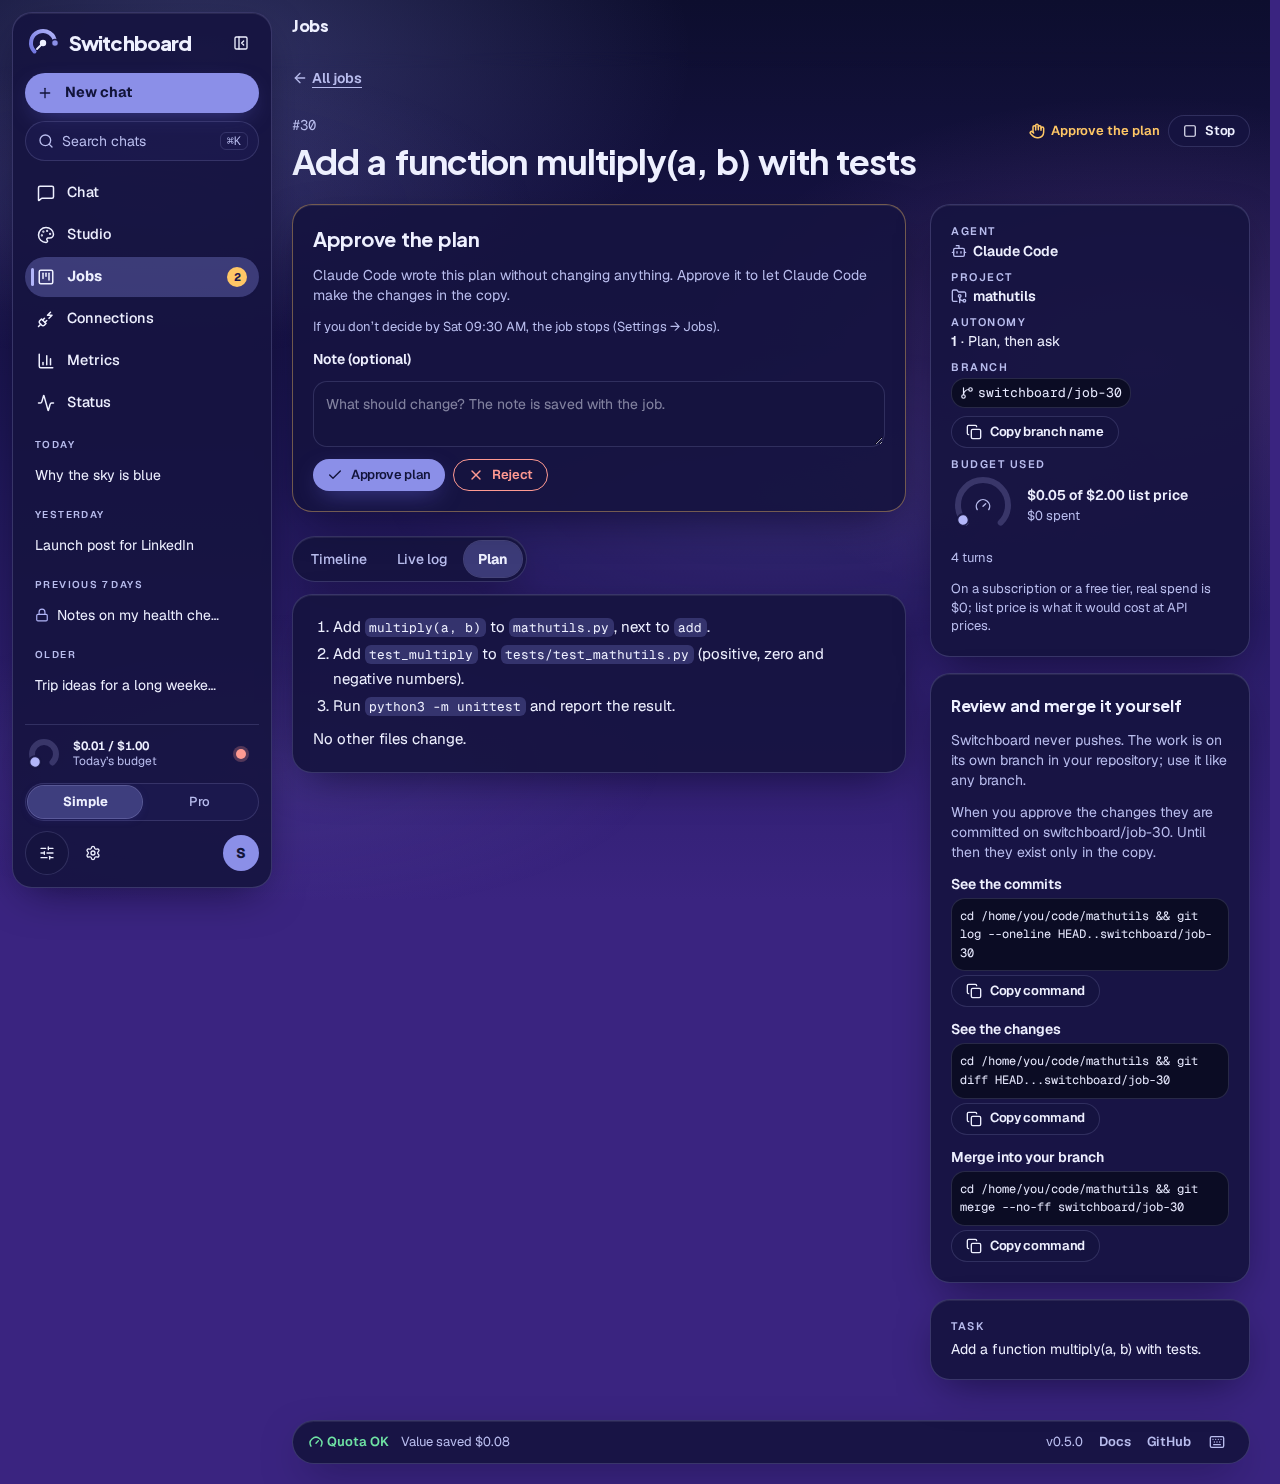 Switchboard
New chat
Search chats ⌘K
Chat
Studio
Jobs 2
Connections
Metrics
Status
TODAY
Why the sky is blue
YESTERDAY
Launch post for LinkedIn
PREVIOUS 7 DAYS
Notes on my health che...
OLDER
Trip ideas for a long weeke...
$0.01 / $1.00
Today's budget
Simple Pro
S
Jobs
All jobs
#30
Add a function multiply(a, b) with tests
Approve the plan Stop
Approve the plan
Claude Code wrote this plan without changing anything. Approve it to let Claude Code
make the changes in the copy.
If you don't decide by Sat 09:30 AM, the job stops (Settings → Jobs).
Note (optional)
What should change? The note is saved with the job.
Approve plan Reject
Timeline Live log Plan
1. Add multiply(a, b) to mathutils.py, next to add.
2. Add test_multiply to tests/test_mathutils.py (positive, zero and
negative numbers).
3. Run python3 -m unittest and report the result.
No other files change.
AGENT
Claude Code
PROJECT
mathutils
AUTONOMY
1 · Plan, then ask
BRANCH
switchboard/job-30
Copy branch name
BUDGET USED
$0.05 of $2.00 list price
$0 spent
4 turns
On a subscription or a free tier, real spend is
$0; list price is what it would cost at API
prices.
Review and merge it yourself
Switchboard never pushes. The work is on
its own branch in your repository; use it like
any branch.
When you approve the changes they are
committed on switchboard/job-30. Until
then they exist only in the copy.
See the commits
cd /home/you/code/mathutils && git
log --oneline HEAD..switchboard/job-
30
Copy command
See the changes
cd /home/you/code/mathutils && git
diff HEAD...switchboard/job-30
Copy command
Merge into your branch
cd /home/you/code/mathutils && git
merge --no-ff switchboard/job-30
Copy command
TASK
Add a function multiply(a, b) with tests.
Quota OK Value saved $0.08
v0.5.0 Docs GitHub